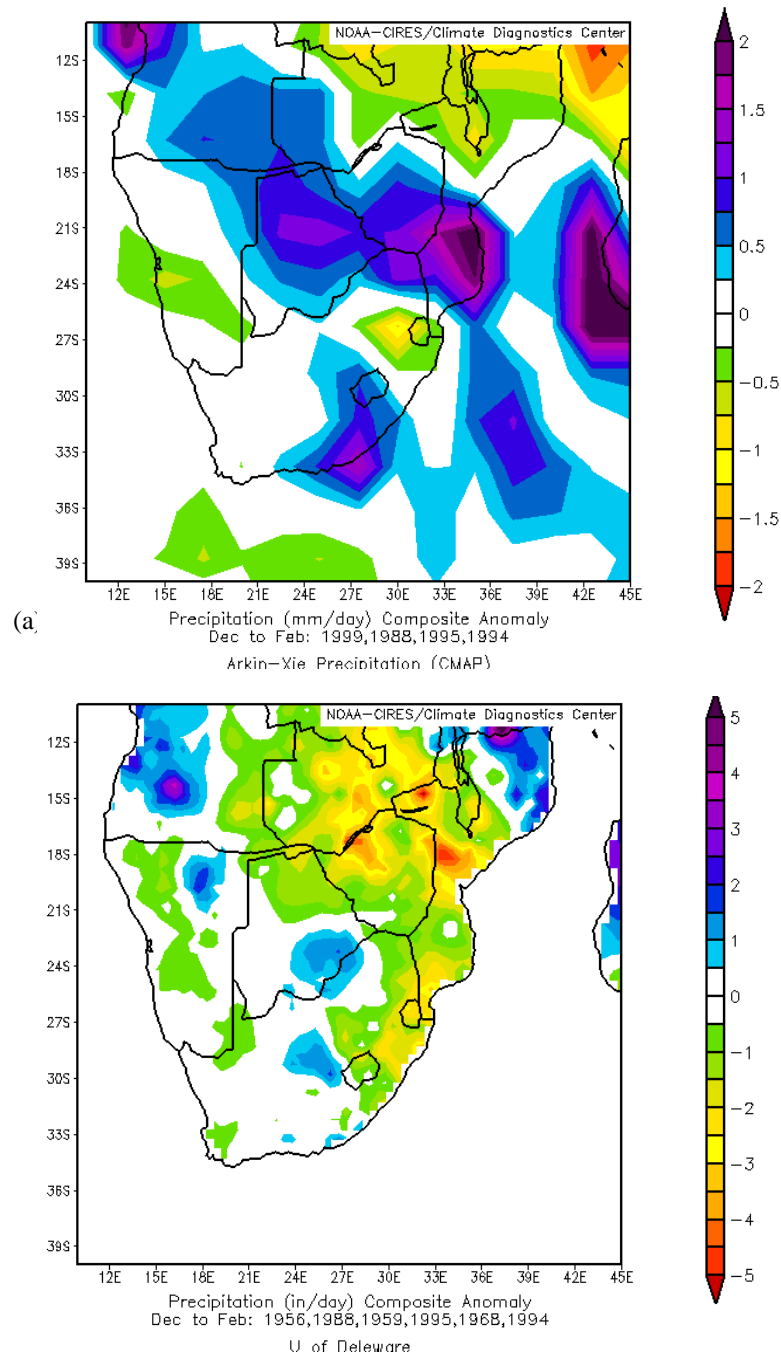 NOAA-CIRES/Climate Diagnostics Center
12S
15S
18S
21S
24S
27S
30S
33S
36S
39S
12E 15E 18E 21E 24E 27E 30E 33E 36E 39E 42E 45E
2
1.5
1
0.5
0
-0.5
-1
-1.5
-2
(a)
Precipitation (mm/day) Composite Anomaly
Dec to Feb: 1999,1988,1995,1994
Arkin-Xie Precipitation (CMAP)
NOAA-CIRES/Climate Diagnostics Center
12S
15S
18S
21S
24S
27S
30S
33S
36S
39S
12E 15E 18E 21E 24E 27E 30E 33E 36E 39E 42E 45E
5
4
3
2
1
0
-1
-2
-3
-4
-5
Precipitation (in/day) Composite Anomaly
Dec to Feb: 1956,1988,1959,1995,1968,1994
U of Deleware